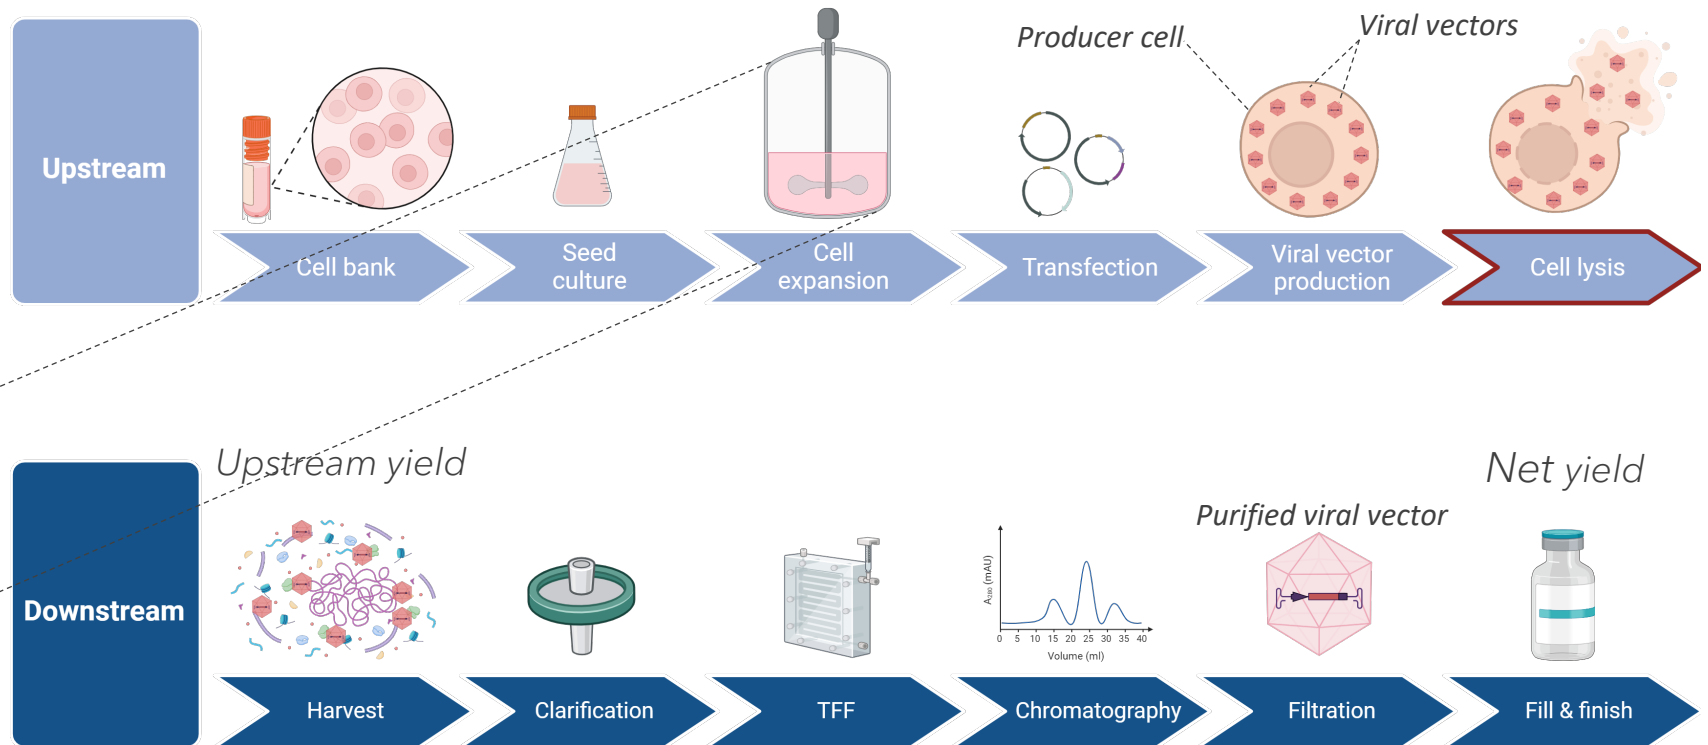 Upstream
Producer cell
Viral vectors
Cell bank
Seed
culture
Cell
expansion
Transfection
Viral vector
production
Cell lysis
Downstream
Upstream yield
Net yield
Purified viral vector
A280 (mAU)
0 5 10 15 20 25 30 35 40
Volume (ml)
Harvest
Clarification
TFF
Chromatography
Filtration
Fill & finish